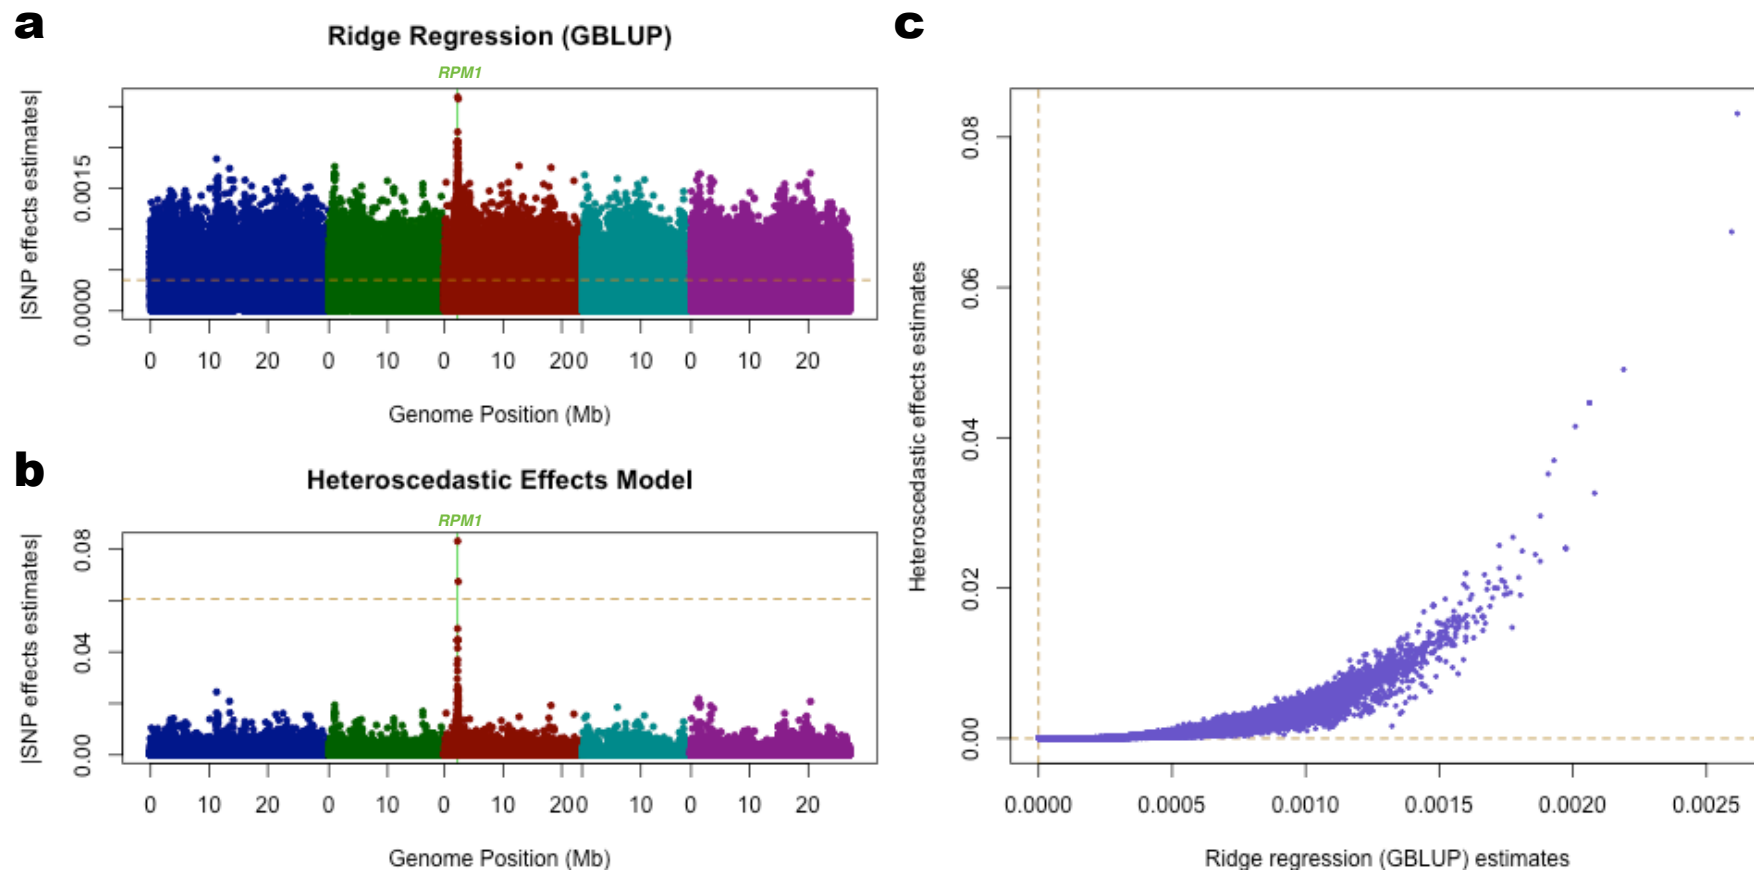 a
Ridge Regression (GBLUP)
RPM1
|SNP effects estimates|
0.0015
0.0000
0 10 20 0 10 0 10 200 10 0 10 20
Genome Position (Mb)
b
Heteroscedastic Effects Model
RPM1
|SNP effects estimates|
0.08
0.04
0.00
0 10 20 0 10 0 10 200 10 0 10 20
Genome Position (Mb)
c
Heteroscedastic effects estimates
0.08
0.06
0.04
0.02
0.00
0.0000 0.0005 0.0010 0.0015 0.0020 0.0025
Ridge regression (GBLUP) estimates